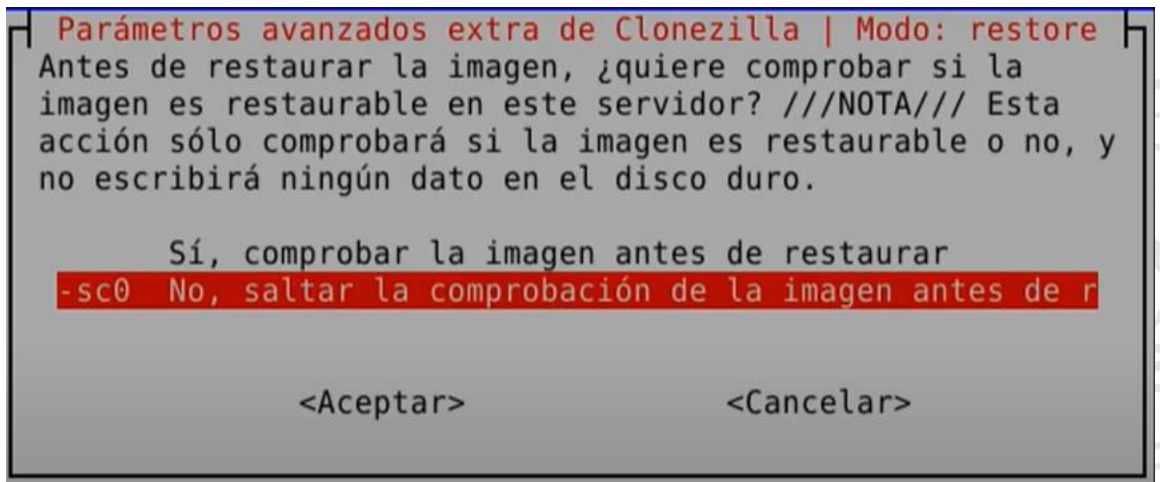 Parámetros avanzados extra de Clonezilla | Modo: restore
Antes de restaurar la imagen, ¿quiere comprobar si la
imagen es restaurable en este servidor? ///NOTA/// Esta
acción sólo comprobará si la imagen es restaurable o no, y
no escribirá ningún dato en el disco duro.
Sí, comprobar la imagen antes de restaurar
-sc0 No, saltar la comprobación de la imagen antes de r
<Aceptar> <Cancelar>